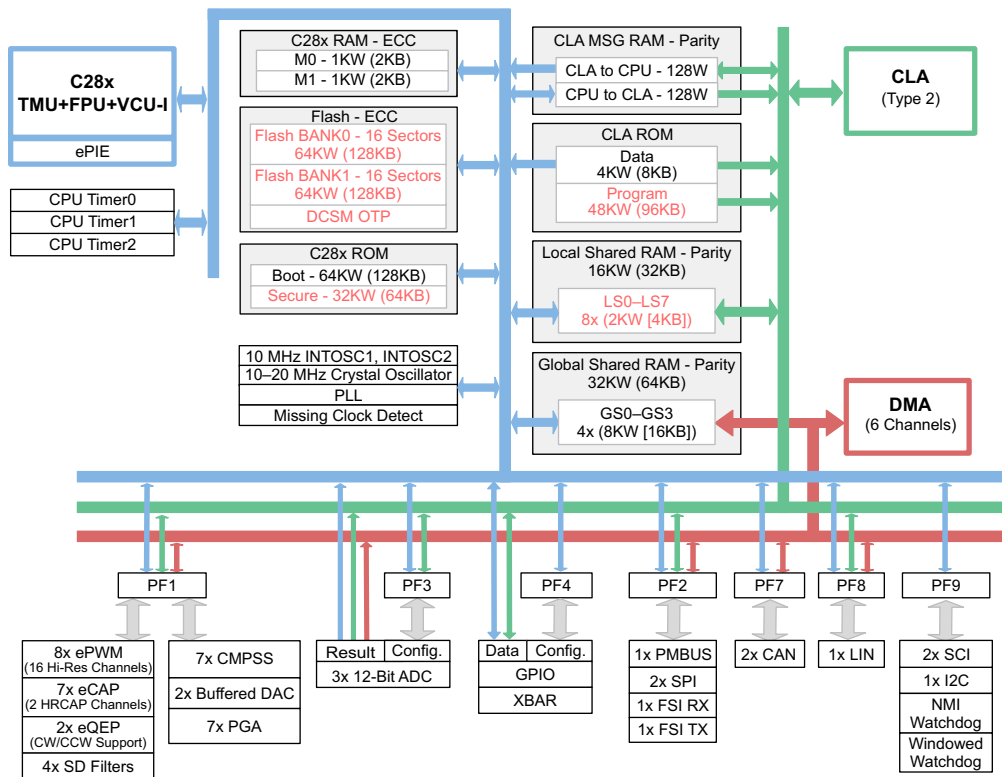 C28x
TMU+FPU+VCU-I
ePIE
CPU Timer0
CPU Timer1
CPU Timer2
C28x RAM - ECC
M0 - 1KW (2KB)
M1 - 1KW (2KB)
Flash - ECC
Flash BANK0 - 16 Sectors
64KW (128KB)
Flash BANK1 - 16 Sectors
64KW (128KB)
DCSM OTP
C28x ROM
Boot - 64KW (128KB)
Secure - 32KW (64KB)
10 MHz INTOSC1, INTOSC2
10–20 MHz Crystal Oscillator
PLL
Missing Clock Detect
CLA MSG RAM - Parity
CLA to CPU - 128W
CPU to CLA - 128W
CLA ROM
Data
4KW (8KB)
Program
48KW (96KB)
Local Shared RAM - Parity
16KW (32KB)
LS0–LS7
8x (2KW [4KB])
Global Shared RAM - Parity
32KW (64KB)
GS0–GS3
4x (8KW [16KB])
CLA
(Type 2)
DMA
(6 Channels)
PF1
PF3
PF4
PF2
PF7
PF8
PF9
8x ePWM
(16 Hi-Res Channels)
7x eCAP
(2 HRCAP Channels)
2x eQEP
(CW/CCW Support)
4x SD Filters
7x CMPSS
2x Buffered DAC
7x PGA
Result
Config.
3x 12-Bit ADC
Data
Config.
GPIO
XBAR
1x PMBUS
2x SPI
1x FSI RX
1x FSI TX
2x CAN
1x LIN
2x SCI
1x I2C
NMI
Watchdog
Windowed
Watchdog